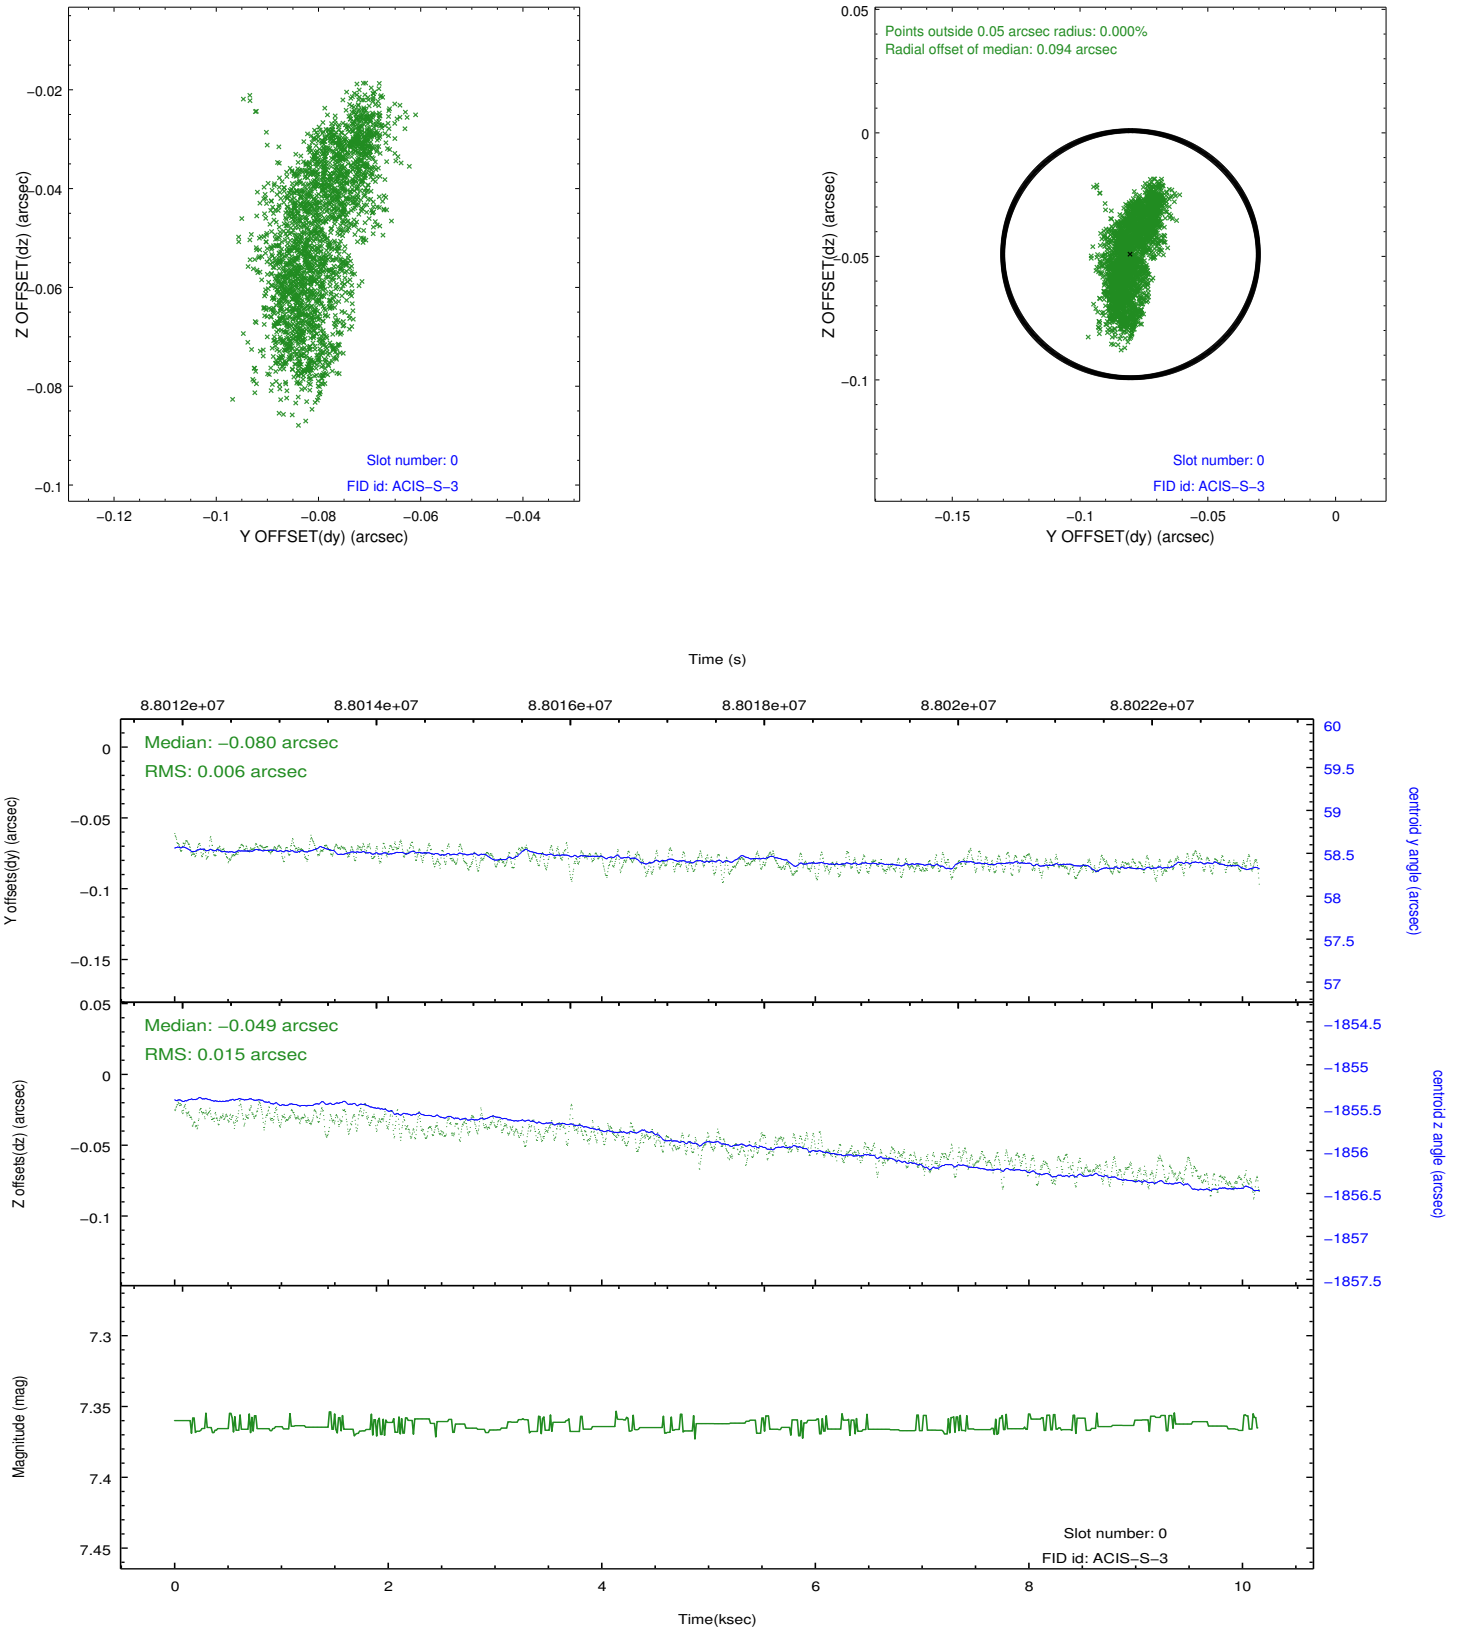 −0.02
−0.04
−0.06
−0.08
−0.1
Z OFFSET(dz) (arcsec)
Slot number: 0
FID id: ACIS−S−3
−0.12
−0.1
−0.08
−0.06
−0.04
Y OFFSET(dy) (arcsec)
Points outside 0.05 arcsec radius: 0.000%
Radial offset of median: 0.094 arcsec
0.05
0
−0.05
−0.1
Z OFFSET(dz) (arcsec)
Slot number: 0
FID id: ACIS−S−3
−0.15
−0.1
−0.05
0
Y OFFSET(dy) (arcsec)
Time (s)
8.8012e+07
8.8014e+07
8.8016e+07
8.8018e+07
8.802e+07
8.8022e+07
Median: −0.080 arcsec
RMS: 0.006 arcsec
0
−0.05
−0.1
−0.15
Y offsets(dy) (arcsec)
60
59.5
59
58.5
58
57.5
57
centroid y angle (arcsec)
Median: −0.049 arcsec
RMS: 0.015 arcsec
0.05
0
−0.05
−0.1
Z offsets(dz) (arcsec)
−1854.5
−1855
−1855.5
−1856
−1856.5
−1857
−1857.5
centroid z angle (arcsec)
7.3
7.35
7.4
7.45
Magnitude (mag)
Slot number: 0
FID id: ACIS−S−3
0
2
4
6
8
10
Time(ksec)